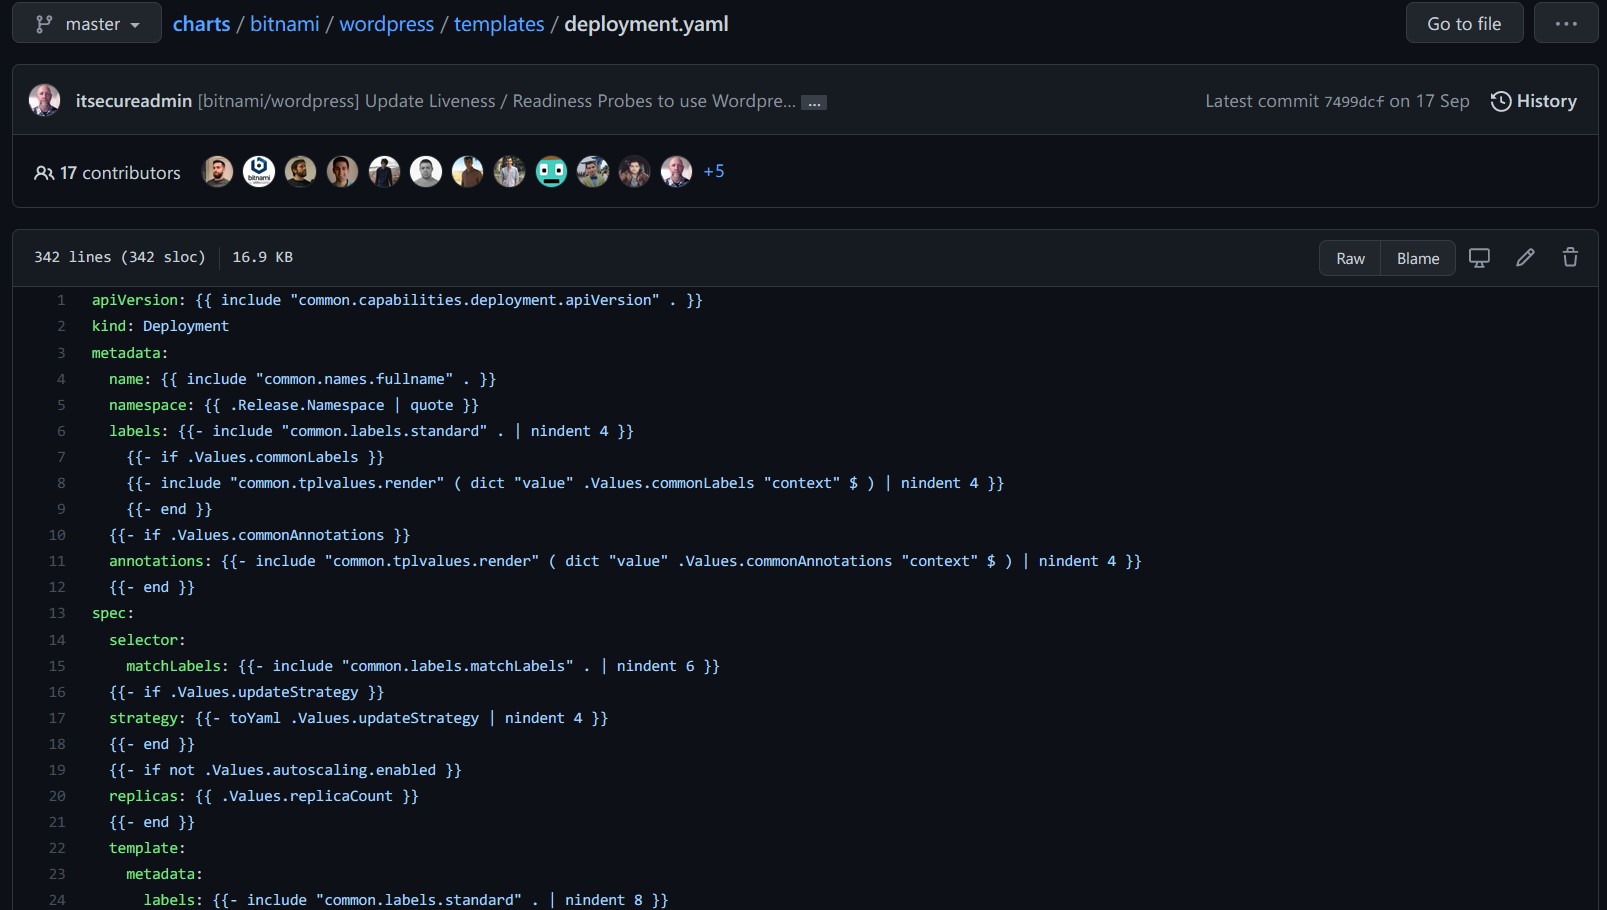 master charts / bitnami / wordpress / templates / deployment.yaml Go to file ...
itsecureadmin [bitnami/wordpress] Update Liveness / Readiness Probes to use Wordpre... ... Latest commit 7499dcf on 17 Sep History
17 contributors bitnami +5
342 lines (342 sloc) 16.9 KB Raw Blame
1 apiVersion: {{ include "common.capabilities.deployment.apiVersion" . }}
2 kind: Deployment
3 metadata:
4   name: {{ include "common.names.fullname" . }}
5   namespace: {{ .Release.Namespace | quote }}
6   labels: {{- include "common.labels.standard" . | nindent 4 }}
7     {{- if .Values.commonLabels }}
8     {{- include "common.tplvalues.render" ( dict "value" .Values.commonLabels "context" $ ) | nindent 4 }}
9     {{- end }}
10   {{- if .Values.commonAnnotations }}
11   annotations: {{- include "common.tplvalues.render" ( dict "value" .Values.commonAnnotations "context" $ ) | nindent 4 }}
12   {{- end }}
13 spec:
14   selector:
15     matchLabels: {{- include "common.labels.matchLabels" . | nindent 6 }}
16   {{- if .Values.updateStrategy }}
17   strategy: {{- toYaml .Values.updateStrategy | nindent 4 }}
18   {{- end }}
19   {{- if not .Values.autoscaling.enabled }}
20   replicas: {{ .Values.replicaCount }}
21   {{- end }}
22   template:
23     metadata:
24       labels: {{- include "common.labels.standard" . | nindent 8 }}